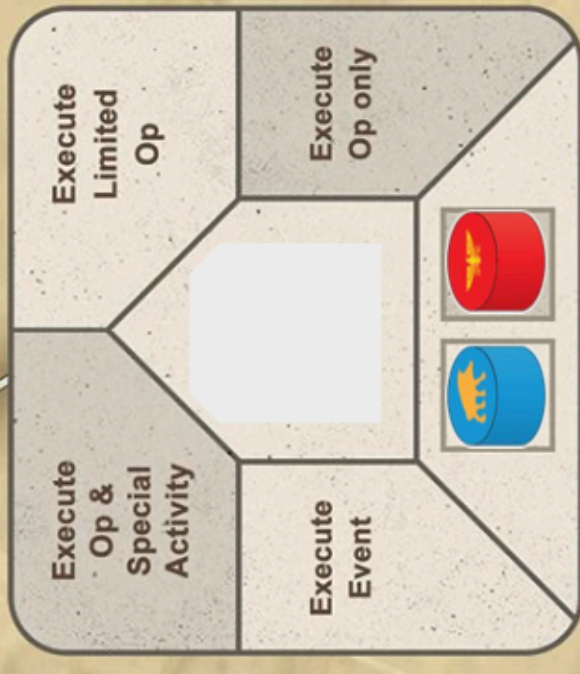 Execute
Op &
Special
Activity
Execute
Limited
Op
Execute
Event
Execute
Op only